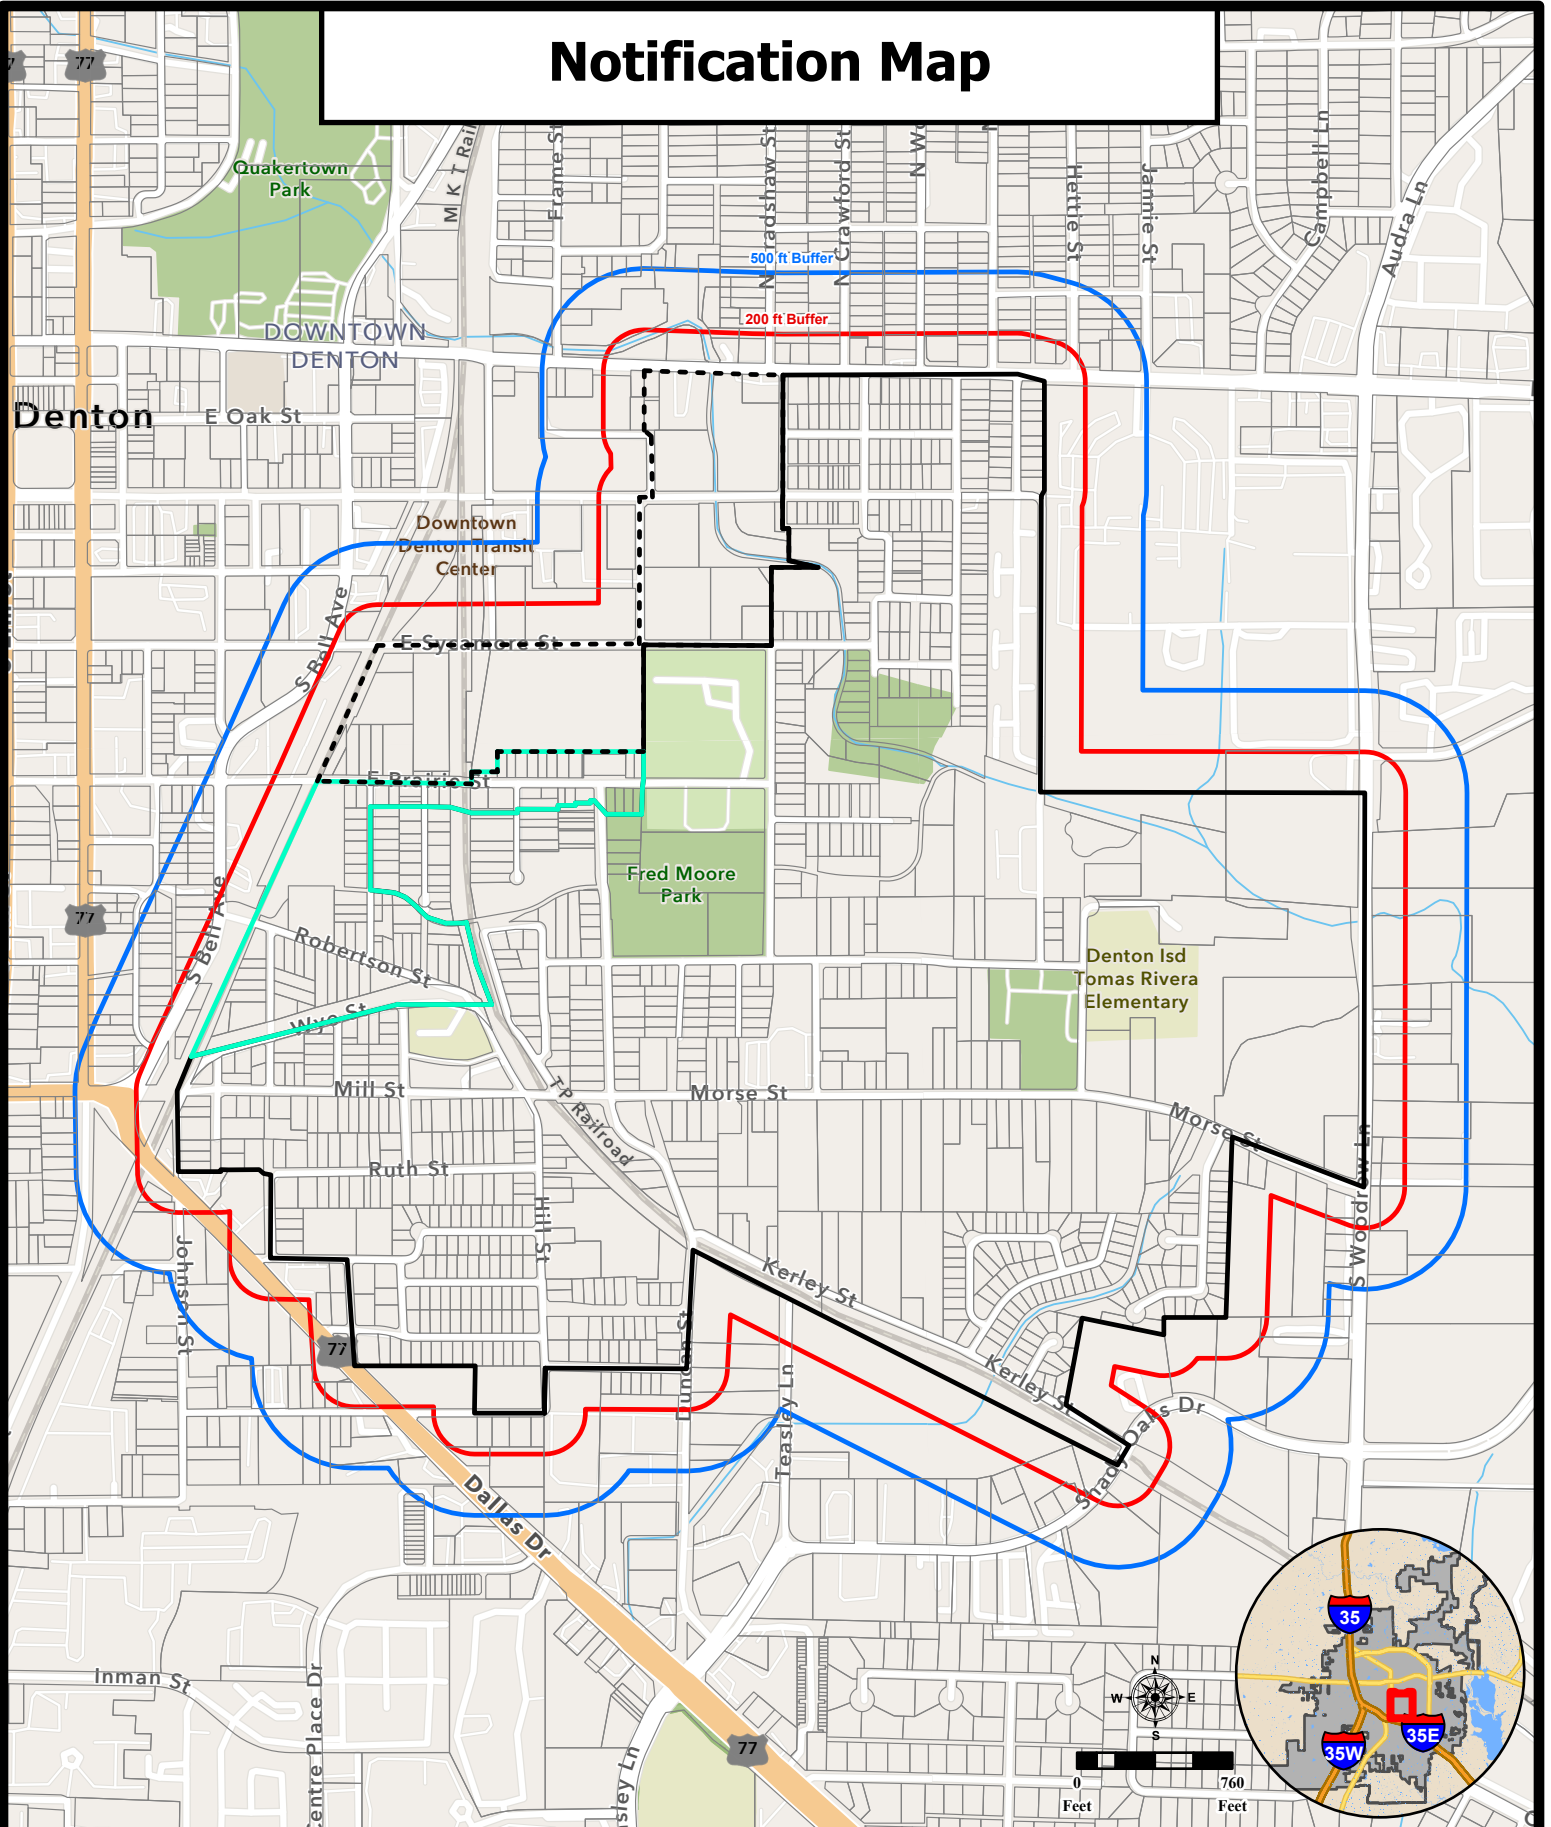 Notification Map
77
77
M K T Rail
Frame St
Bradshaw St
N Crawford St
Hettie St
Jannie St
Campbell Ln
Audra Ln
Quakertown
Park
500 ft Buffer
200 ft Buffer
DOWNTOWN
DENTON
Denton
E Oak St
Downtown
Denton Transit
Center
S Bell Ave
E Sycamore St
E Prairie St
Fred Moore
Park
77
S Bell Ave
Robertson St
Wye St
Denton Isd
Tomas Rivera
Elementary
Mill St
T P Railroad
Morse St
Morse St
Ruth St
Hill St
S Woodrow Ln
Johnson St
Kerley St
77
Duncan St
Teasley Ln
Kerley St
Shady Oaks Dr
Dallas Dr
Inman St
Centre Place Dr
77
sley Ln
N
W
E
S
0
760
Feet
Feet
35
35E
35W